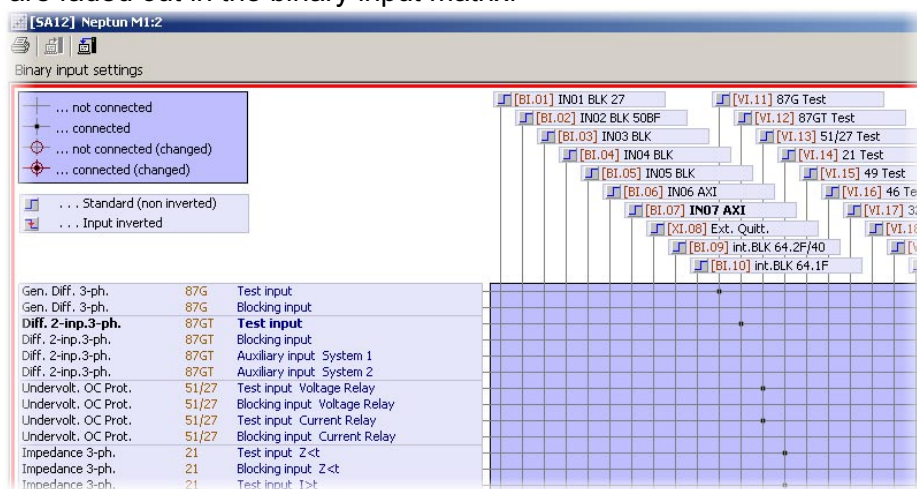 are faded out in the binary input matrix.
[SA12] Neptun M1:2
Binary input settings
... not connected
... connected
... not connected (changed)
... connected (changed)
. . . Standard (non inverted)
. . . Input inverted
[BI.01] IN01 BLK 27
[VI.11] 87G Test
[BI.02] IN02 BLK 50BF
[VI.12] 87GT Test
[BI.03] IN03 BLK
[VI.13] 51/27 Test
[BI.04] IN04 BLK
[VI.14] 21 Test
[BI.05] IN05 BLK
[VI.15] 49 Test
[BI.06] IN06 AXI
[VI.16] 46 Te
[BI.07] IN07 AXI
[VI.17] 32
[XI.08] Ext. Quitt.
[VI.18
[BI.09] int.BLK 64.2F/40
[BI.10] int.BLK 64.1F
Gen. Diff. 3-ph. 87G Test input
Gen. Diff. 3-ph. 87G Blocking input
Diff. 2-inp.3-ph. 87GT Test input
Diff. 2-inp.3-ph. 87GT Blocking input
Diff. 2-inp.3-ph. 87GT Auxiliary input System 1
Diff. 2-inp.3-ph. 87GT Auxiliary input System 2
Undervolt. OC Prot. 51/27 Test input Voltage Relay
Undervolt. OC Prot. 51/27 Blocking input Voltage Relay
Undervolt. OC Prot. 51/27 Test input Current Relay
Undervolt. OC Prot. 51/27 Blocking input Current Relay
Impedance 3-ph. 21 Test input Z<t
Impedance 3-ph. 21 Blocking input Z<t
Impedance 3-ph. 21 Test input I>t